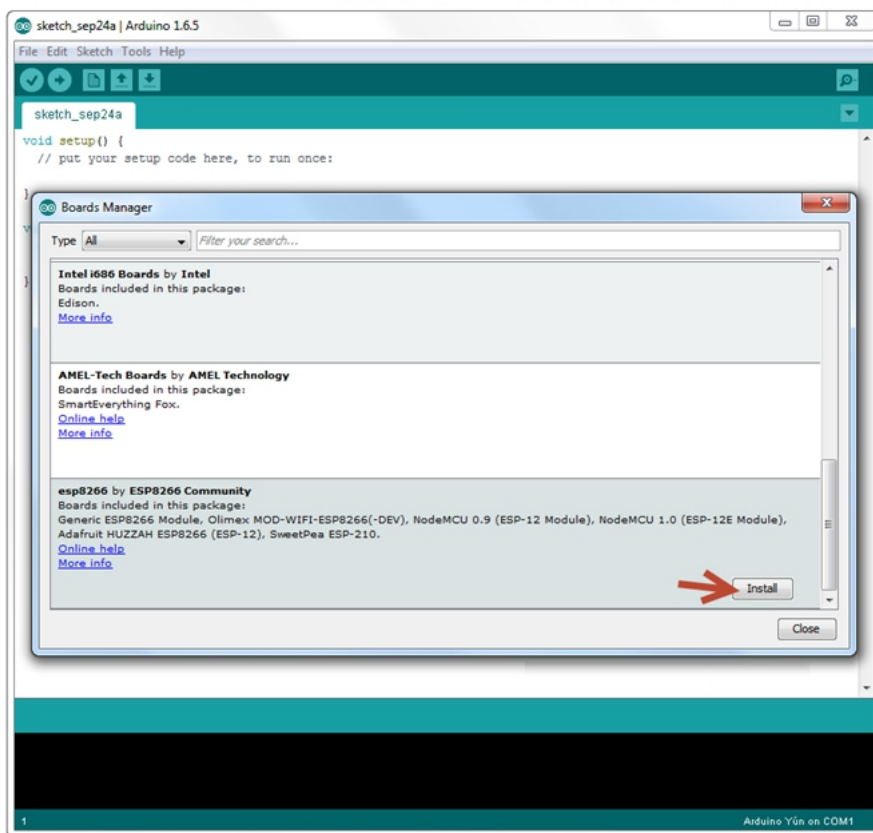 sketch_sep24a | Arduino 1.6.5
File Edit Sketch Tools Help
sketch_sep24a
void setup() {
// put your setup code here, to run once:
}
Boards Manager
Type All Filter your search...
Intel i686 Boards by Intel
Boards included in this package:
Edison.
More info
AMEL-Tech Boards by AMEL Technology
Boards included in this package:
SmartEverything Fox.
Online help
More info
esp8266 by ESP8266 Community
Boards included in this package:
Generic ESP8266 Module, Olimex MOD-WIFI-ESP8266(-DEV), NodeMCU 0.9 (ESP-12 Module), NodeMCU 1.0 (ESP-12E Module),
Adafruit HUZZAH ESP8266 (ESP-12), SweetPea ESP-210.
Online help
More info
Install
Close
}
1 Arduino Yún on COM1